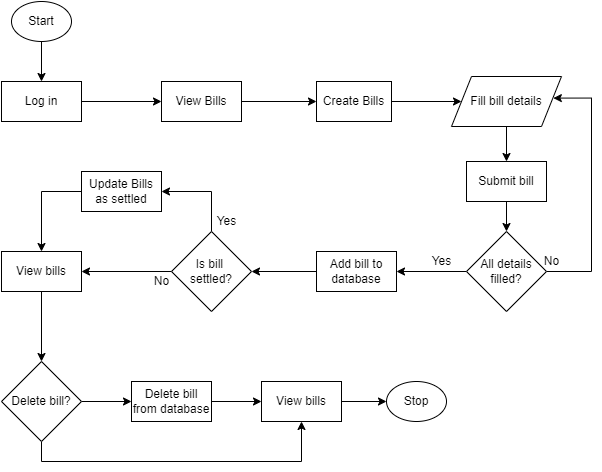 Start
Log in
View Bills
Create Bills
Fill bill details
Submit bill
All details
filled?
No
Yes
Add bill to
database
Is bill
settled?
Yes
No
Update Bills
as settled
View bills
Delete bill?
Delete bill
from database
View bills
Stop